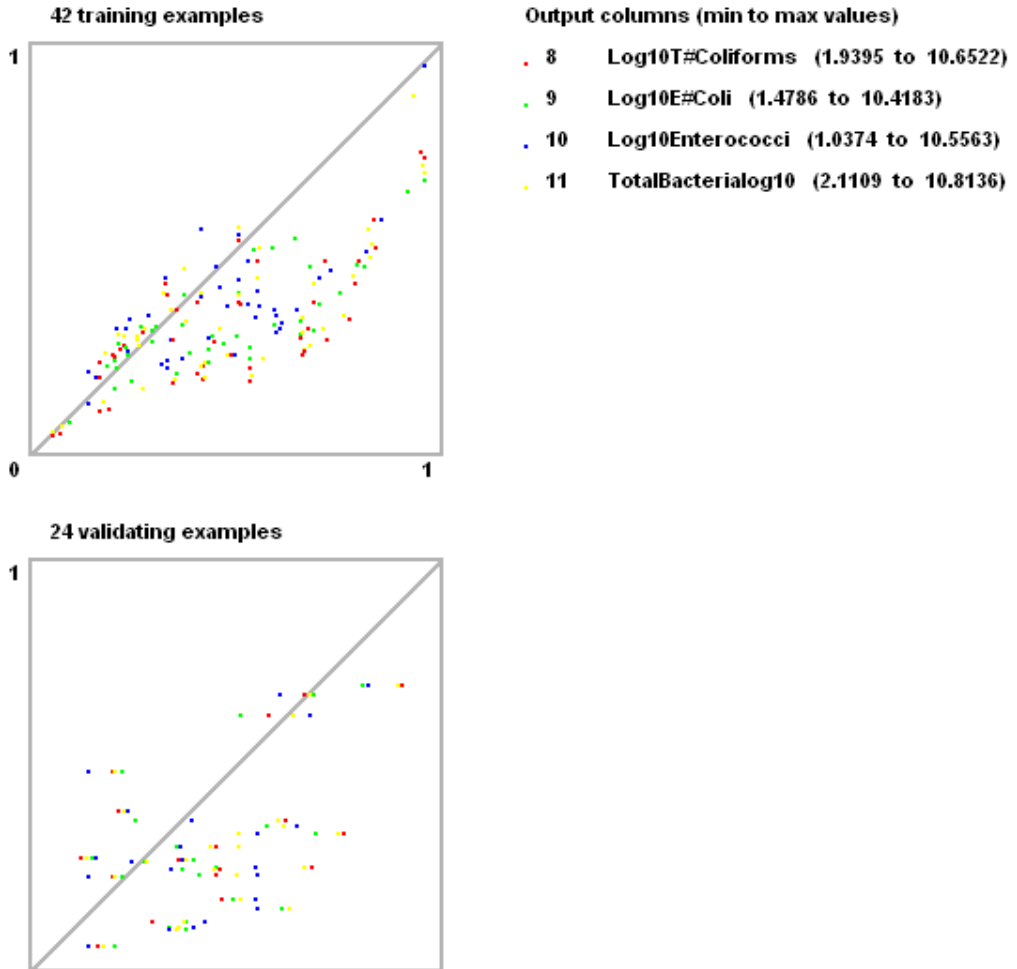 42 training examples
1
0
1
Output columns (min to max values)
8 Log10T#Coliforms (1.9395 to 10.6522)
9 Log10E#Coli (1.4786 to 10.4183)
10 Log10Enterococci (1.0374 to 10.5563)
11 TotalBacterialog10 (2.1109 to 10.8136)
24 validating examples
1